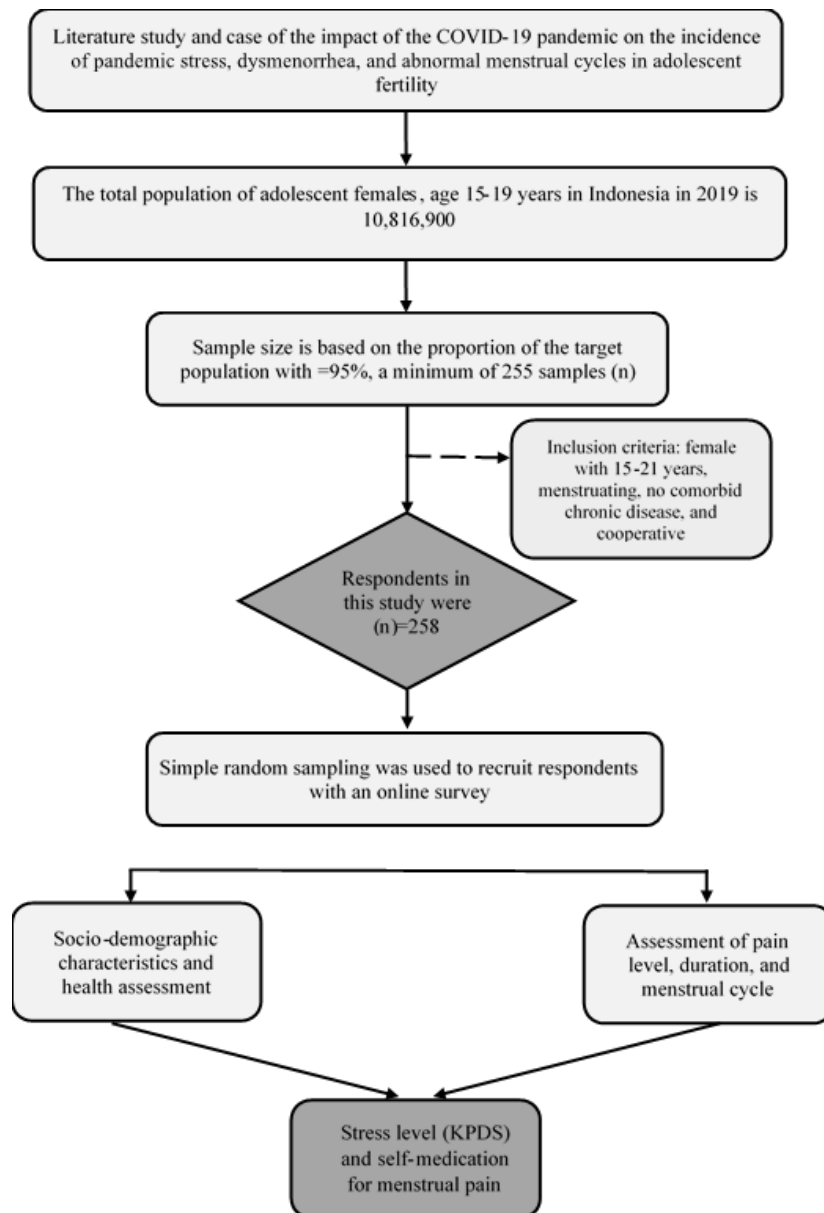 Literature study and case of the impact of the COVID-19 pandemic on the incidence
of pandemic stress, dysmenorrhea, and abnormal menstrual cycles in adolescent
fertility
The total population of adolescent females, age 15-19 years in Indonesia in 2019 is
10,816,900
Sample size is based on the proportion of the target
population with =95%, a minimum of 255 samples (n)
Inclusion criteria: female
with 15-21 years,
menstruating, no comorbid
chronic disease, and
cooperative
Respondents in
this study were
(n)=258
Simple random sampling was used to recruit respondents
with an online survey
Socio-demographic
characteristics and
health assessment
Assessment of pain
level, duration, and
menstrual cycle
Stress level (KPDS)
and self-medication
for menstrual pain